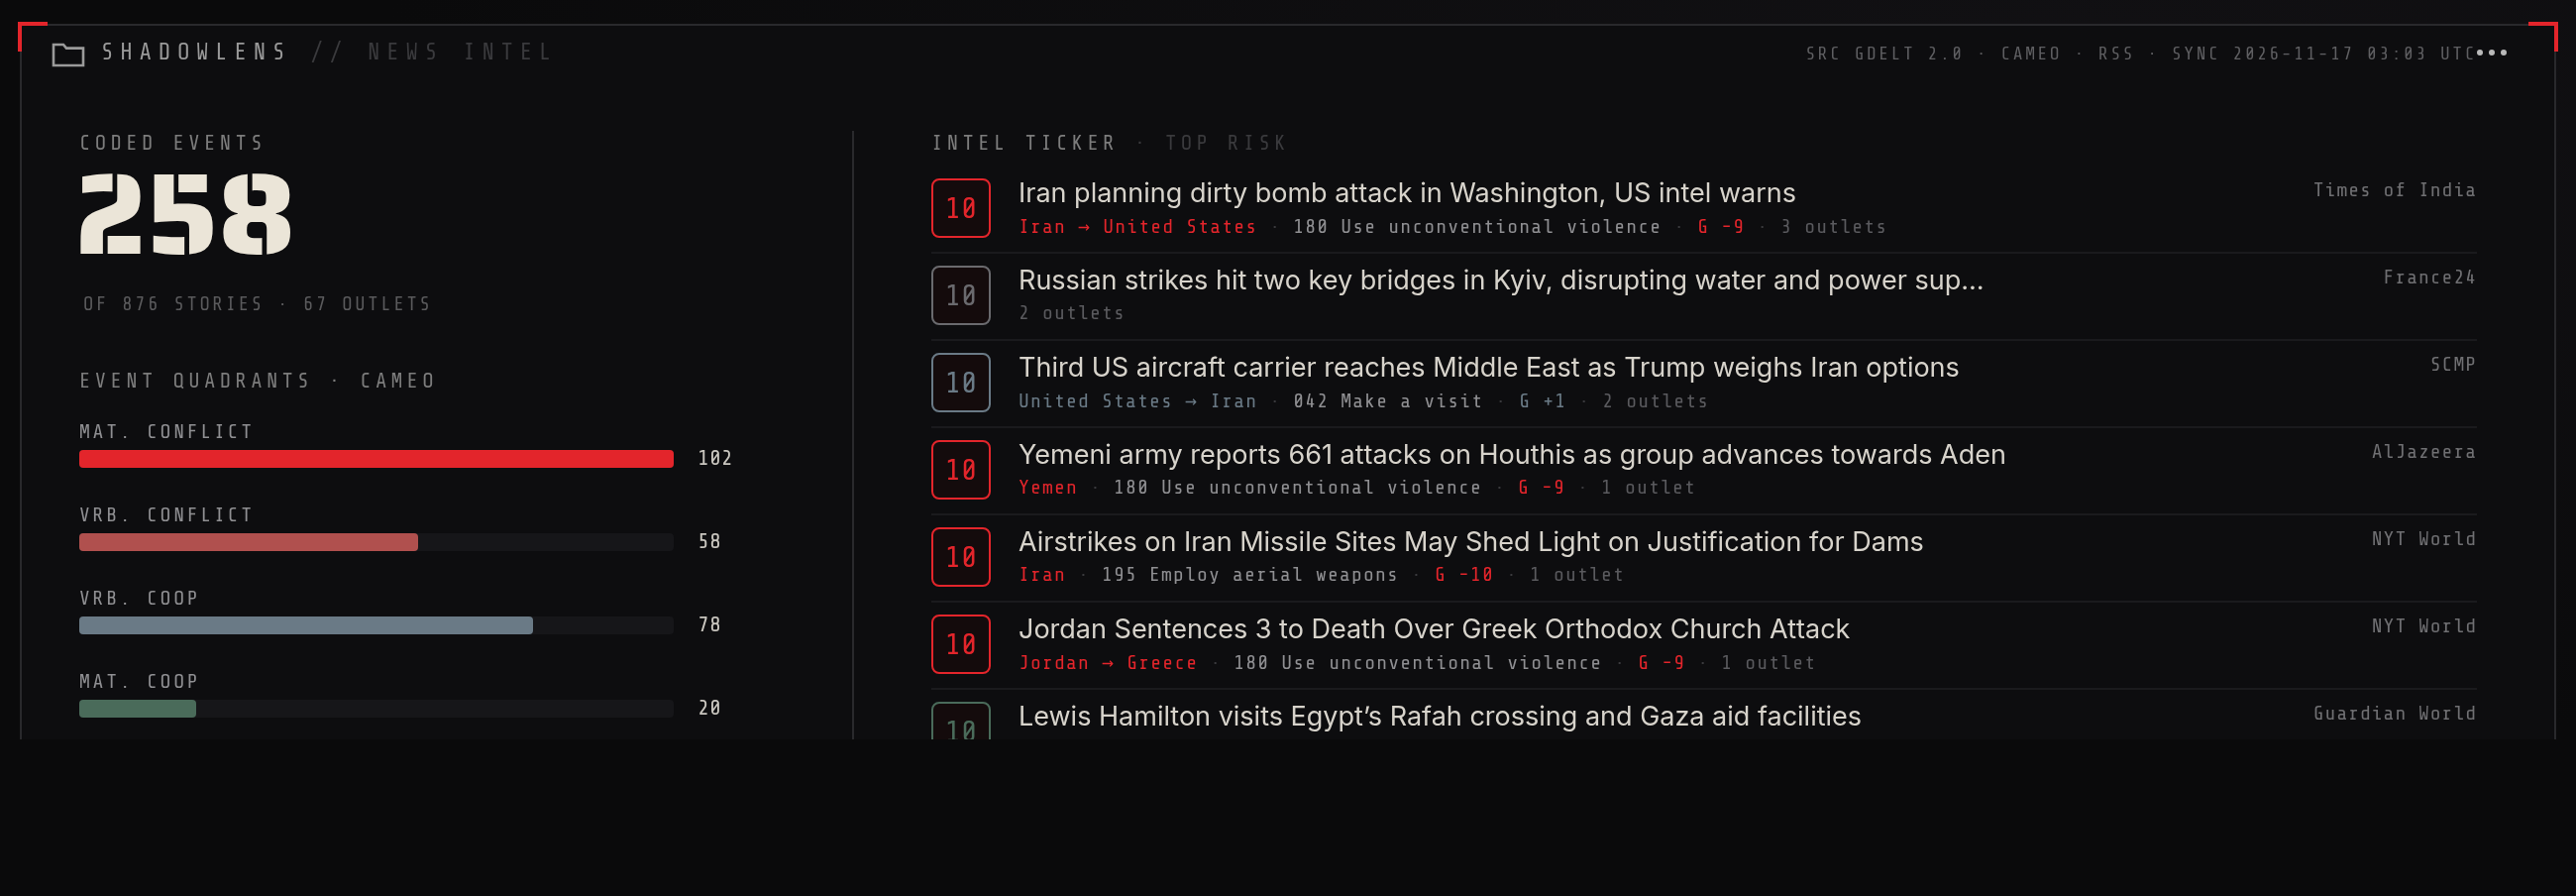 SHADOWLENS // NEWS INTEL
SRC GDELT 2.0 · CAMEO · RSS · SYNC 2026-11-17 03:03 UTC
CODED EVENTS
258
OF 876 STORIES · 67 OUTLETS
EVENT QUADRANTS · CAMEO
MAT. CONFLICT
102
VRB. CONFLICT
58
VRB. COOP
78
MAT. COOP
20
INTEL TICKER · TOP RISK
10
Iran planning dirty bomb attack in Washington, US intel warns
Times of India
Iran → United States · 180 Use unconventional violence · G -9 · 3 outlets
10
Russian strikes hit two key bridges in Kyiv, disrupting water and power sup...
France24
2 outlets
10
Third US aircraft carrier reaches Middle East as Trump weighs Iran options
SCMP
United States → Iran · 042 Make a visit · G +1 · 2 outlets
10
Yemeni army reports 661 attacks on Houthis as group advances towards Aden
AlJazeera
Yemen · 180 Use unconventional violence · G -9 · 1 outlet
10
Airstrikes on Iran Missile Sites May Shed Light on Justification for Dams
NYT World
Iran · 195 Employ aerial weapons · G -10 · 1 outlet
10
Jordan Sentences 3 to Death Over Greek Orthodox Church Attack
NYT World
Jordan → Greece · 180 Use unconventional violence · G -9 · 1 outlet
10
Lewis Hamilton visits Egypt’s Rafah crossing and Gaza aid facilities
Guardian World